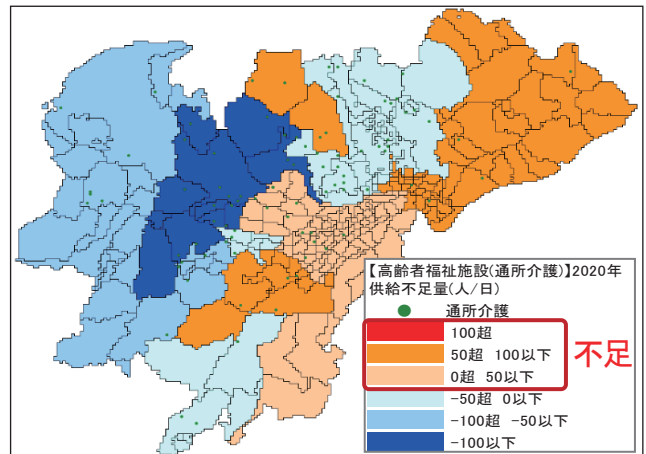 【高齢者福祉施設(通所介護)】2020年
供給不足量(人/日)
通所介護
100超
50超 100以下
0超 50以下
不足
-50超 0以下
-100超 -50以下
-100以下